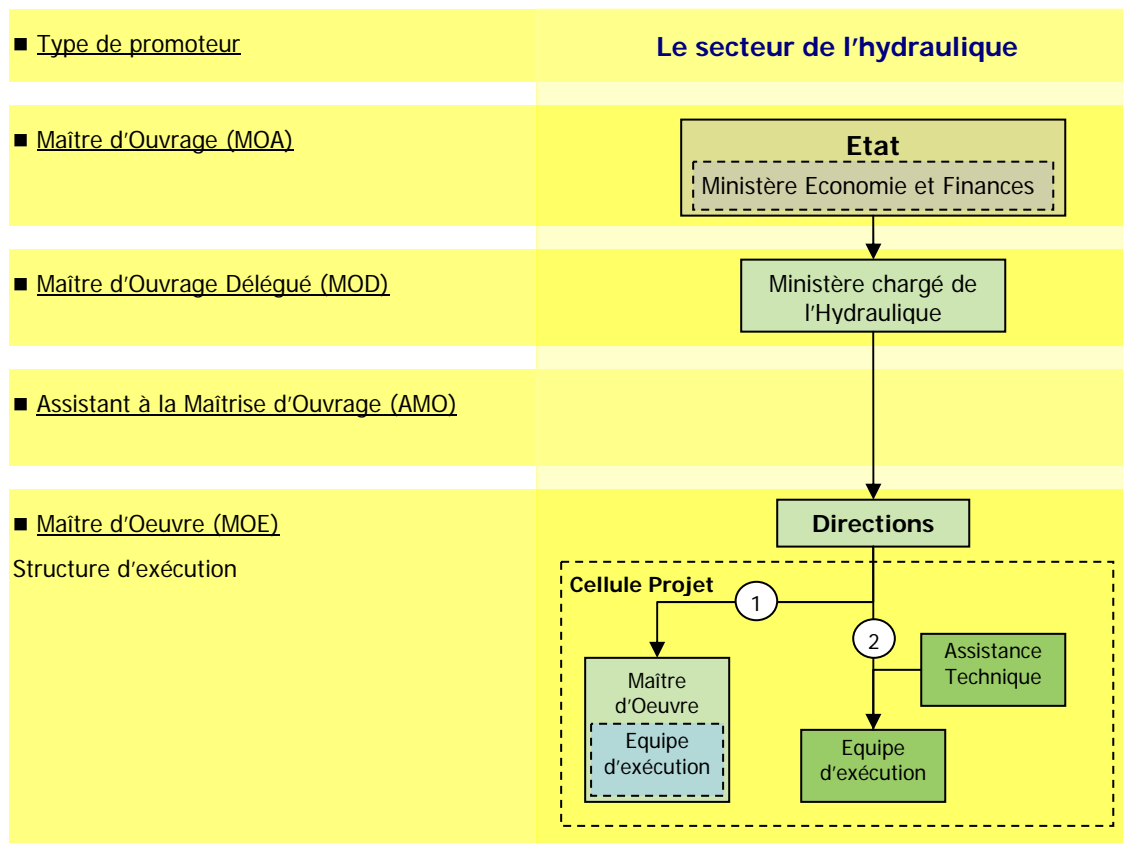 ■ Type de promoteur
Le secteur de l'hydraulique
■ Maître d'Ouvrage (MOA)
Etat
Ministère Economie et Finances
■ Maître d'Ouvrage Délégué (MOD)
Ministère chargé de
l'Hydraulique
■ Assistant à la Maîtrise d'Ouvrage (AMO)
■ Maître d'Oeuvre (MOE)
Structure d'exécution
Directions
Cellule Projet
1
2
Assistance
Technique
Maître
d'Oeuvre
Equipe
d'exécution
Equipe
d'exécution